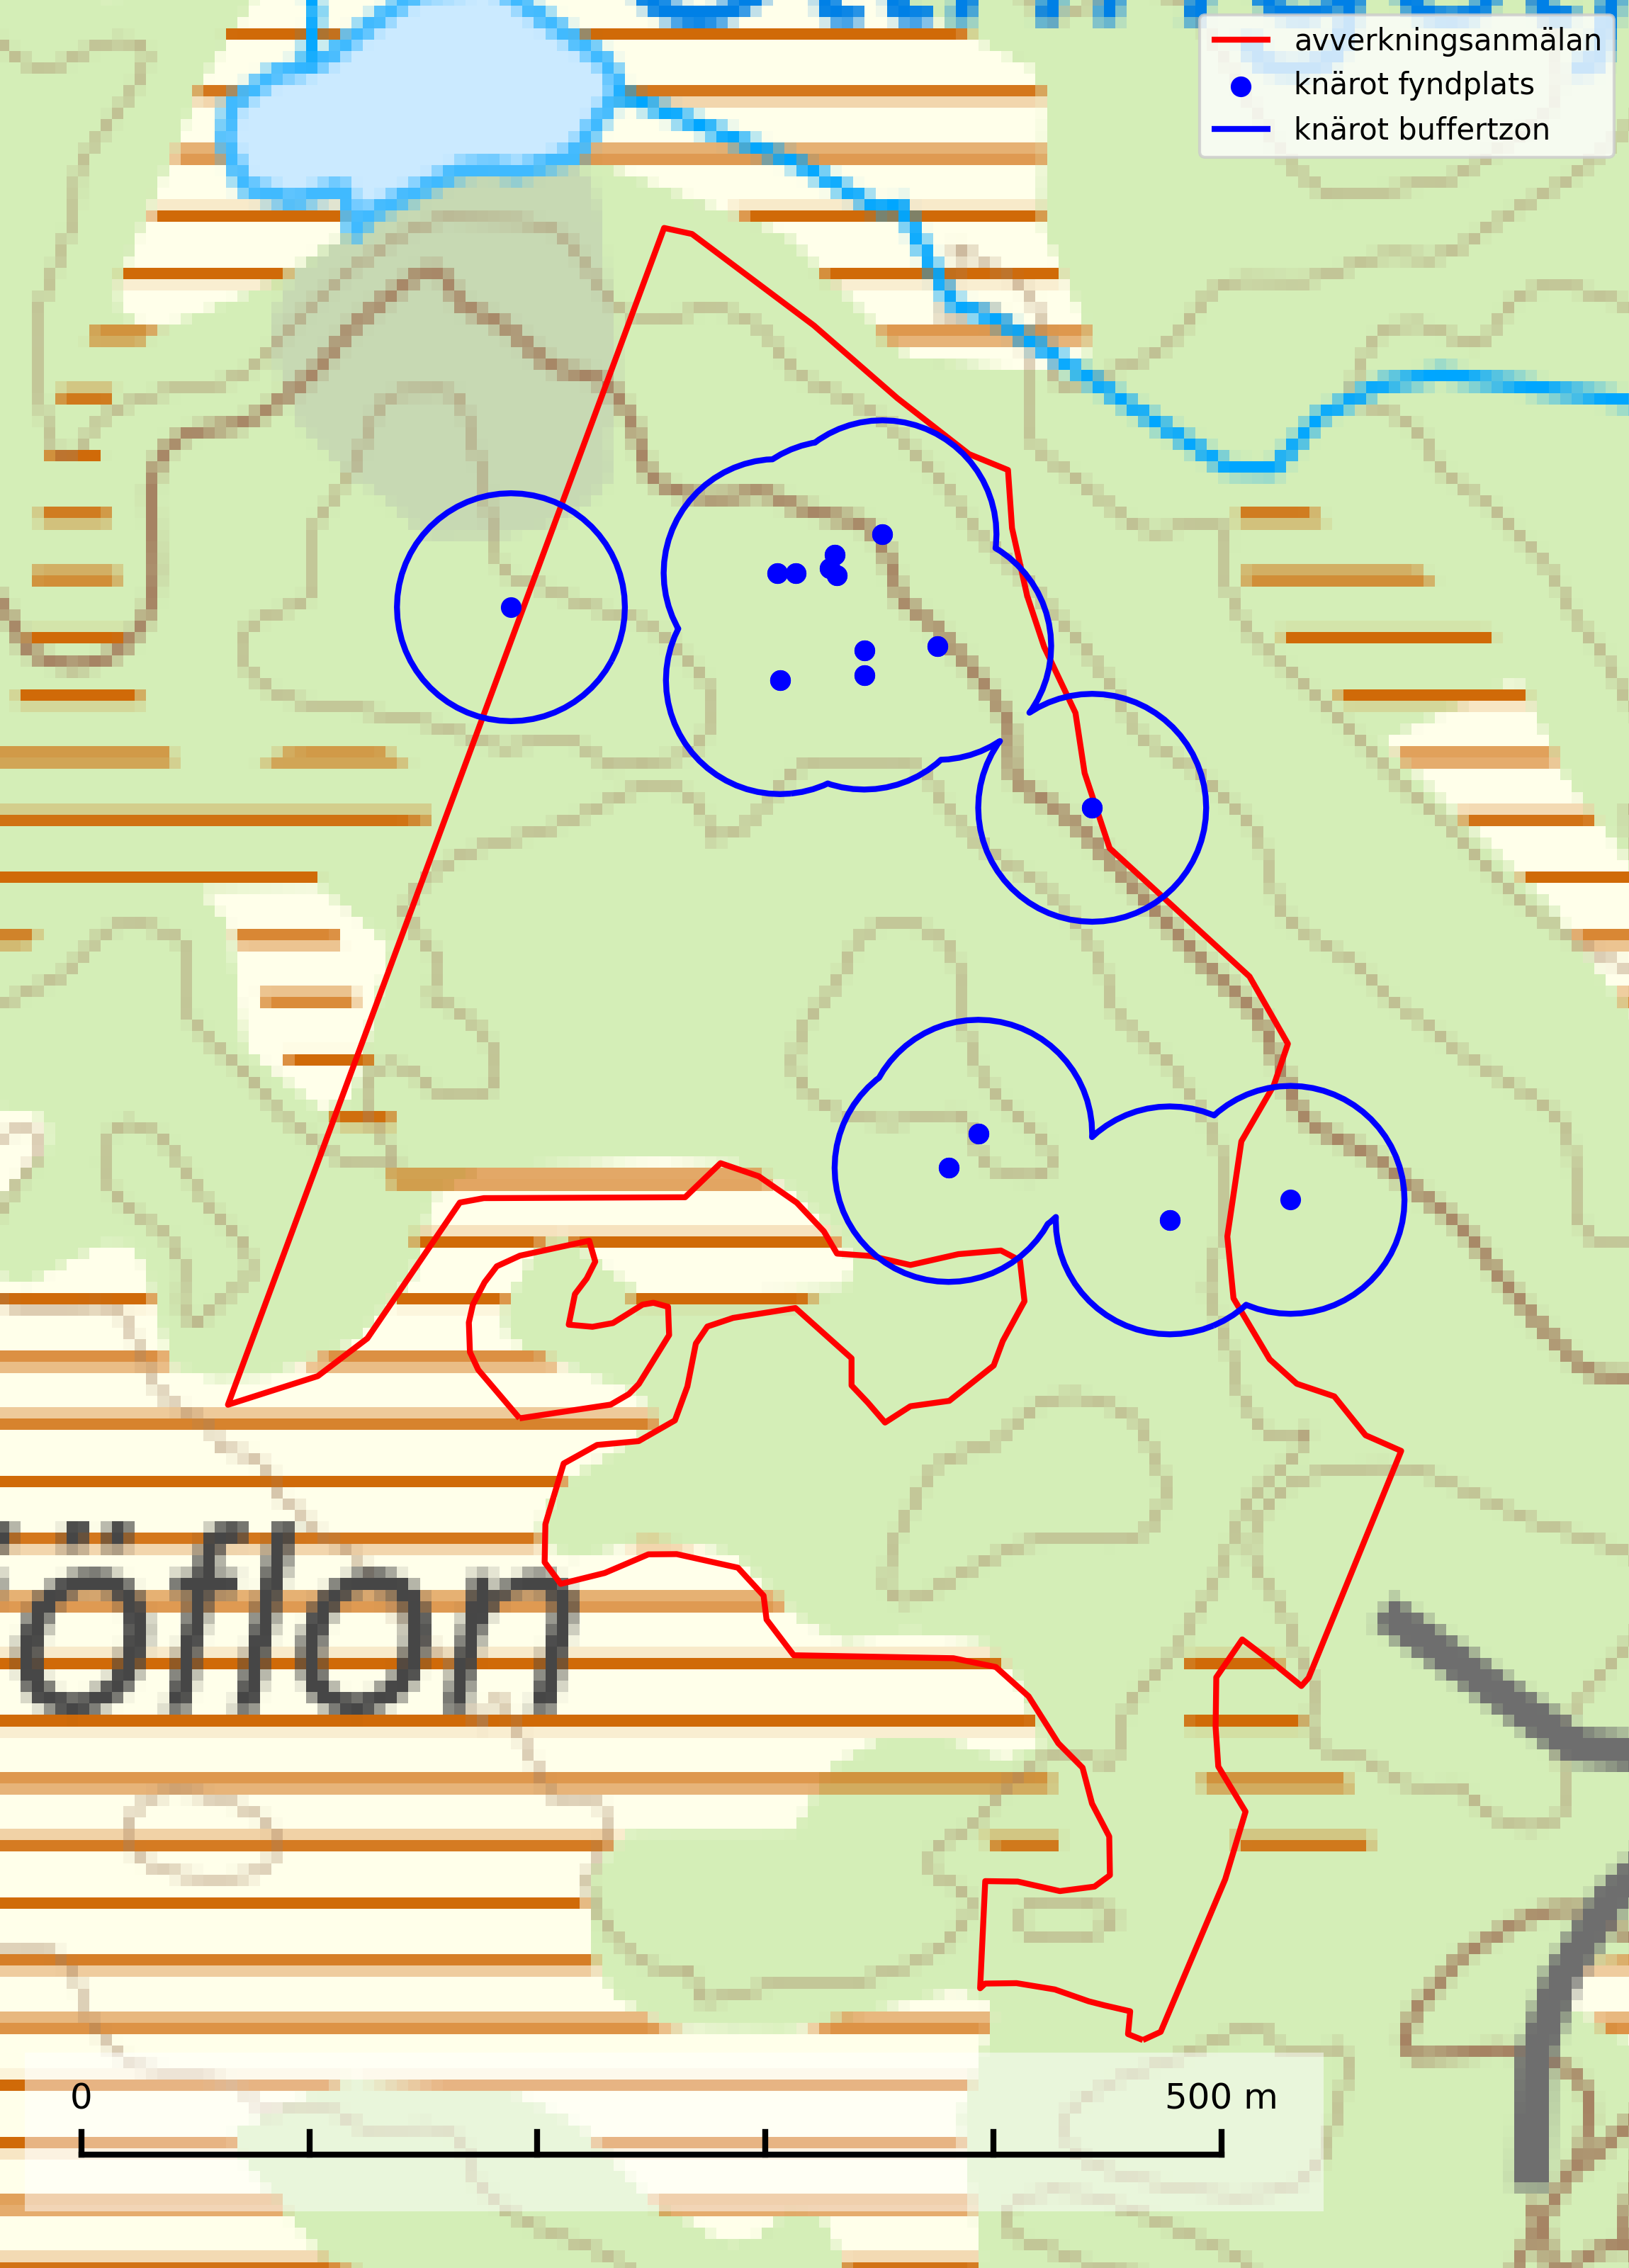 avverkningsanmälan
knärot fyndplats
knärot buffertzon
öflon
0
500 m